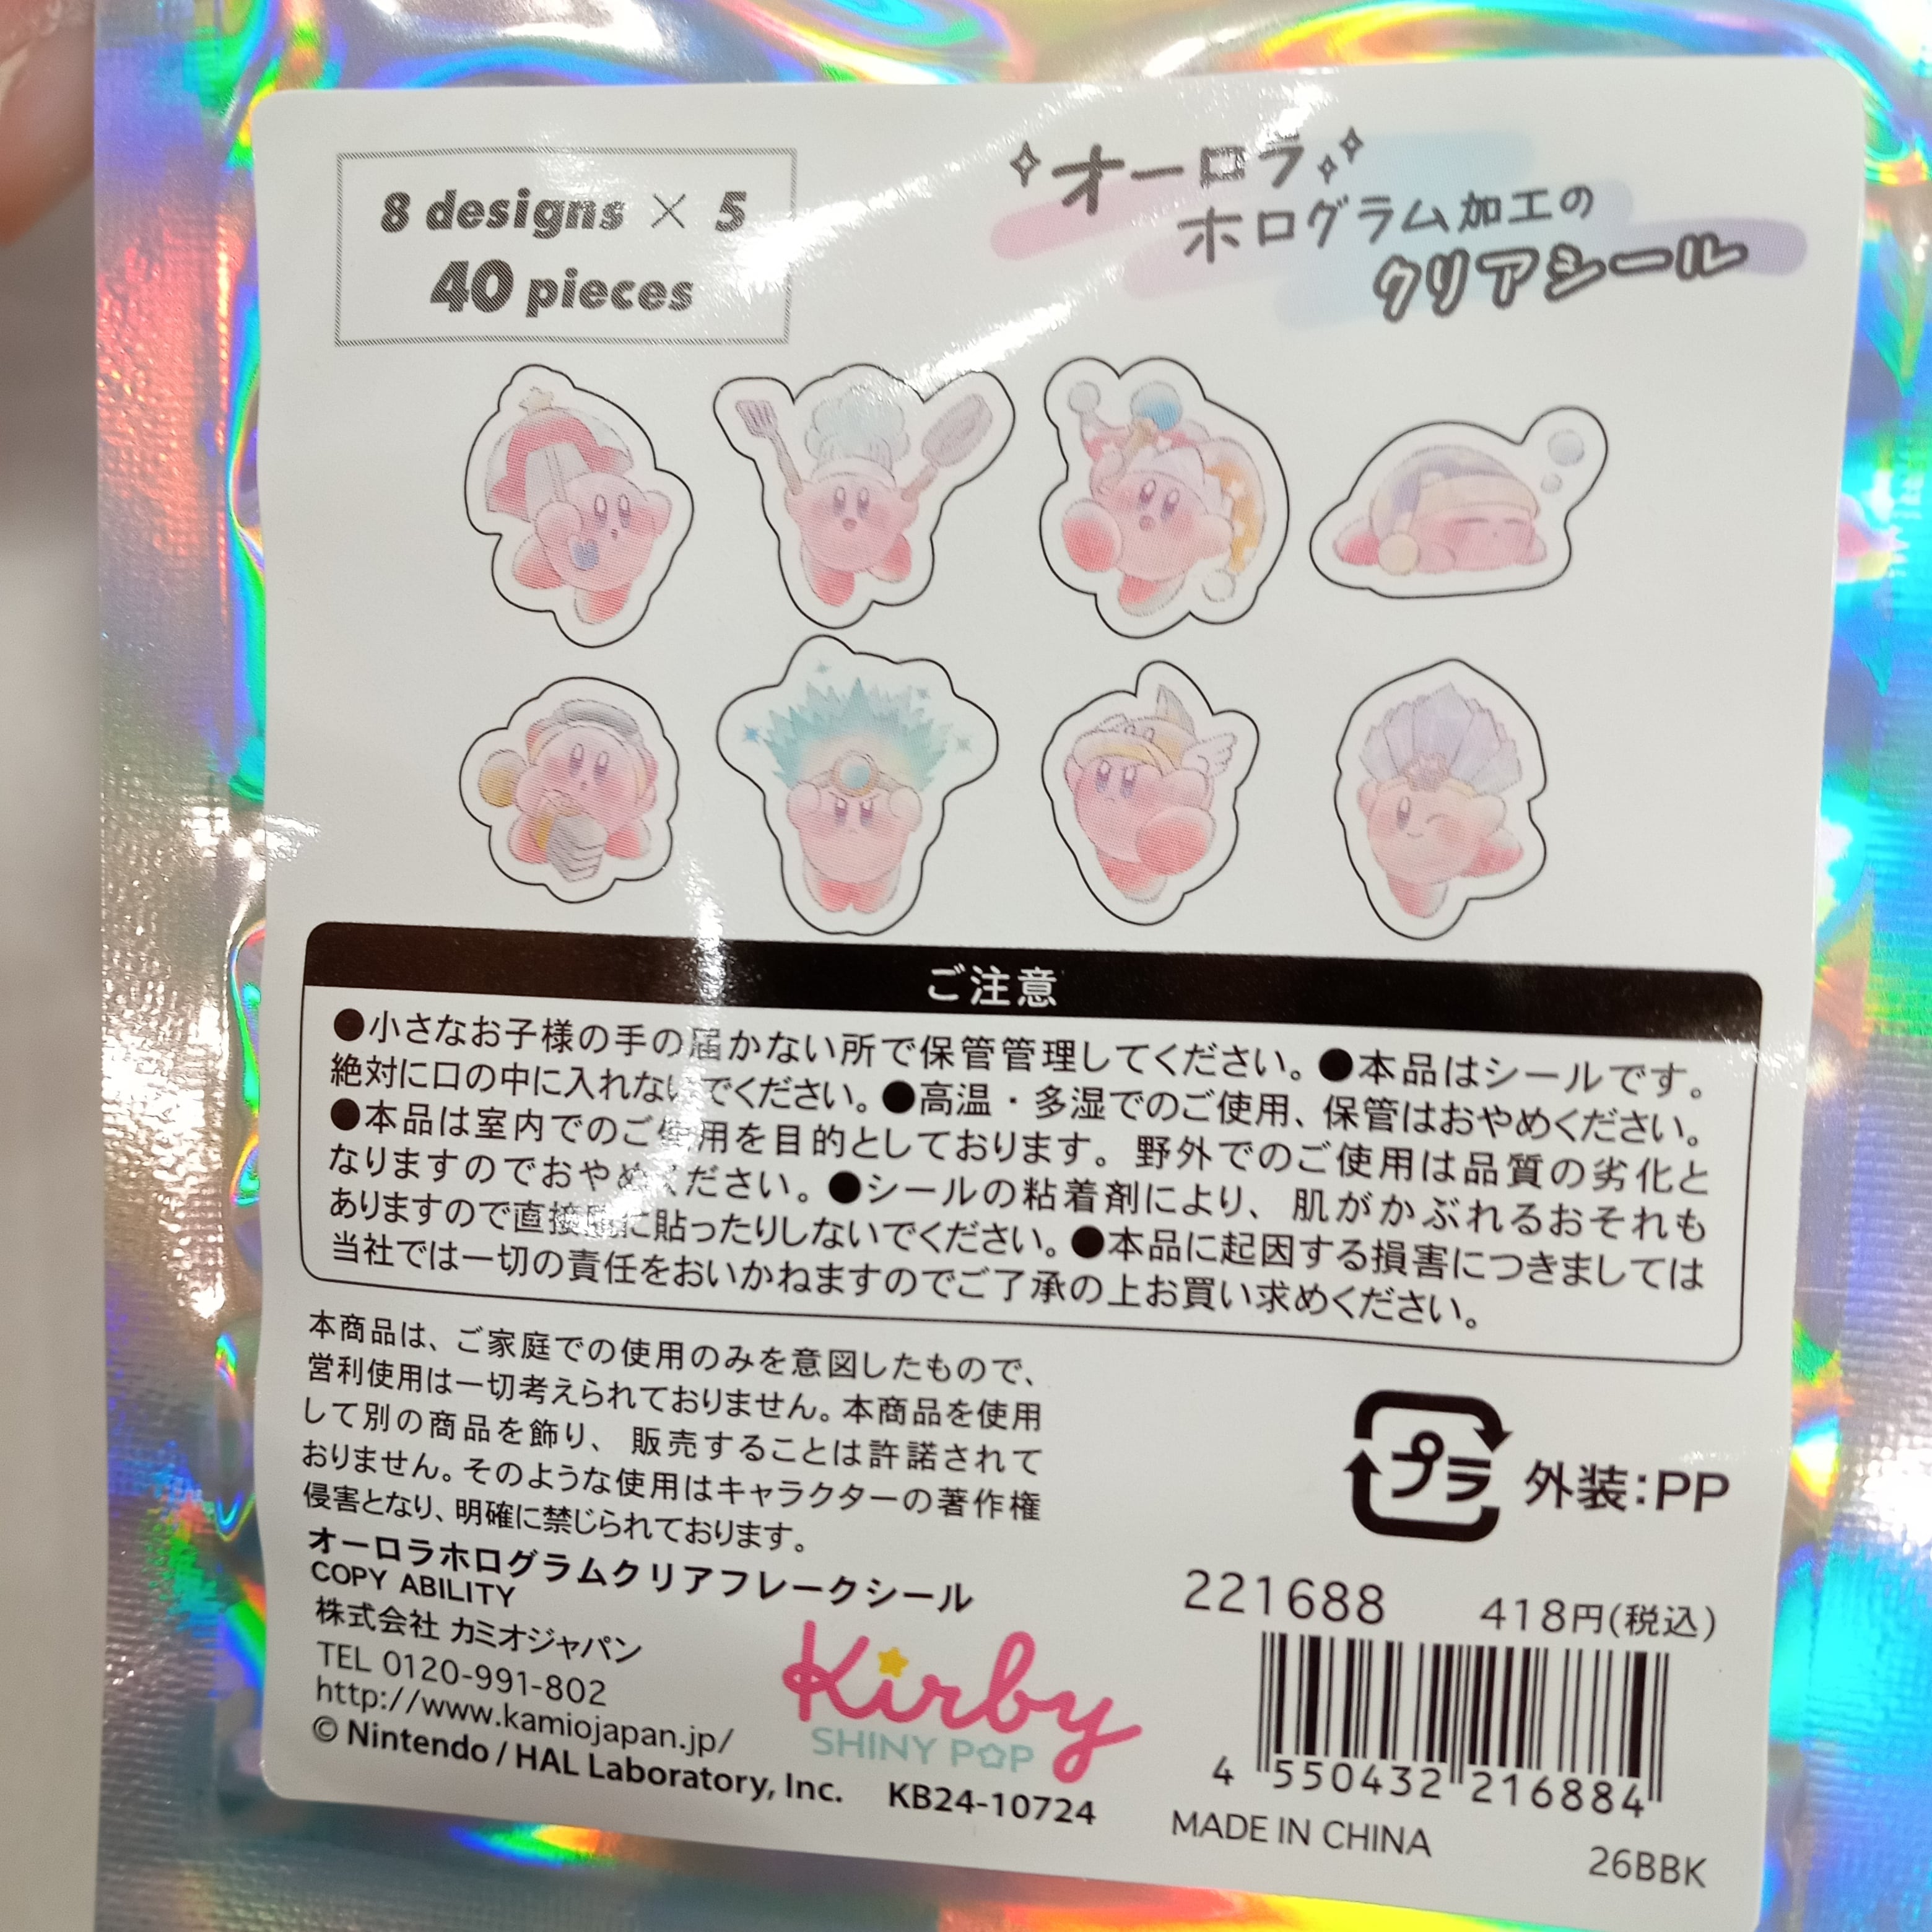 8 designs × 5
40 pieces
オーロラ
ホログラム加工の
クリアシール
ご注意
●小さなお子様の手の届かない所で保管管理してください。●本品はシールです。
絶対に口の中に入れないでください。●高温・多湿でのご使用、保管はおやめください。
●本品は室内でのご使用を目的としております。野外でのご使用は品質の劣化と
なりますのでおやめください。●シールの粘着剤により、肌がかぶれるおそれも
ありますので直接肌に貼ったりしないでください。●本品に起因する損害につきましては
当社では一切の責任をおいかねますのでご了承の上お買い求めください。
本商品は、ご家庭での使用のみを意図したもので、
営利使用は一切考えられておりません。本商品を使用
して別の商品を飾り、販売することは許諾されて
おりません。そのような使用はキャラクターの著作権
侵害となり、明確に禁じられております。
オーロラホログラムクリアフレークシール
COPY ABILITY
株式会社 カミオジャパン
TEL 0120-991-802
http://www.kamiojapan.jp/
© Nintendo / HAL Laboratory, Inc. KB24-10724
Kirby
SHINY POP
プラ 外装:PP
221688 418円(税込)
4 550432 216884
MADE IN CHINA
26BBK